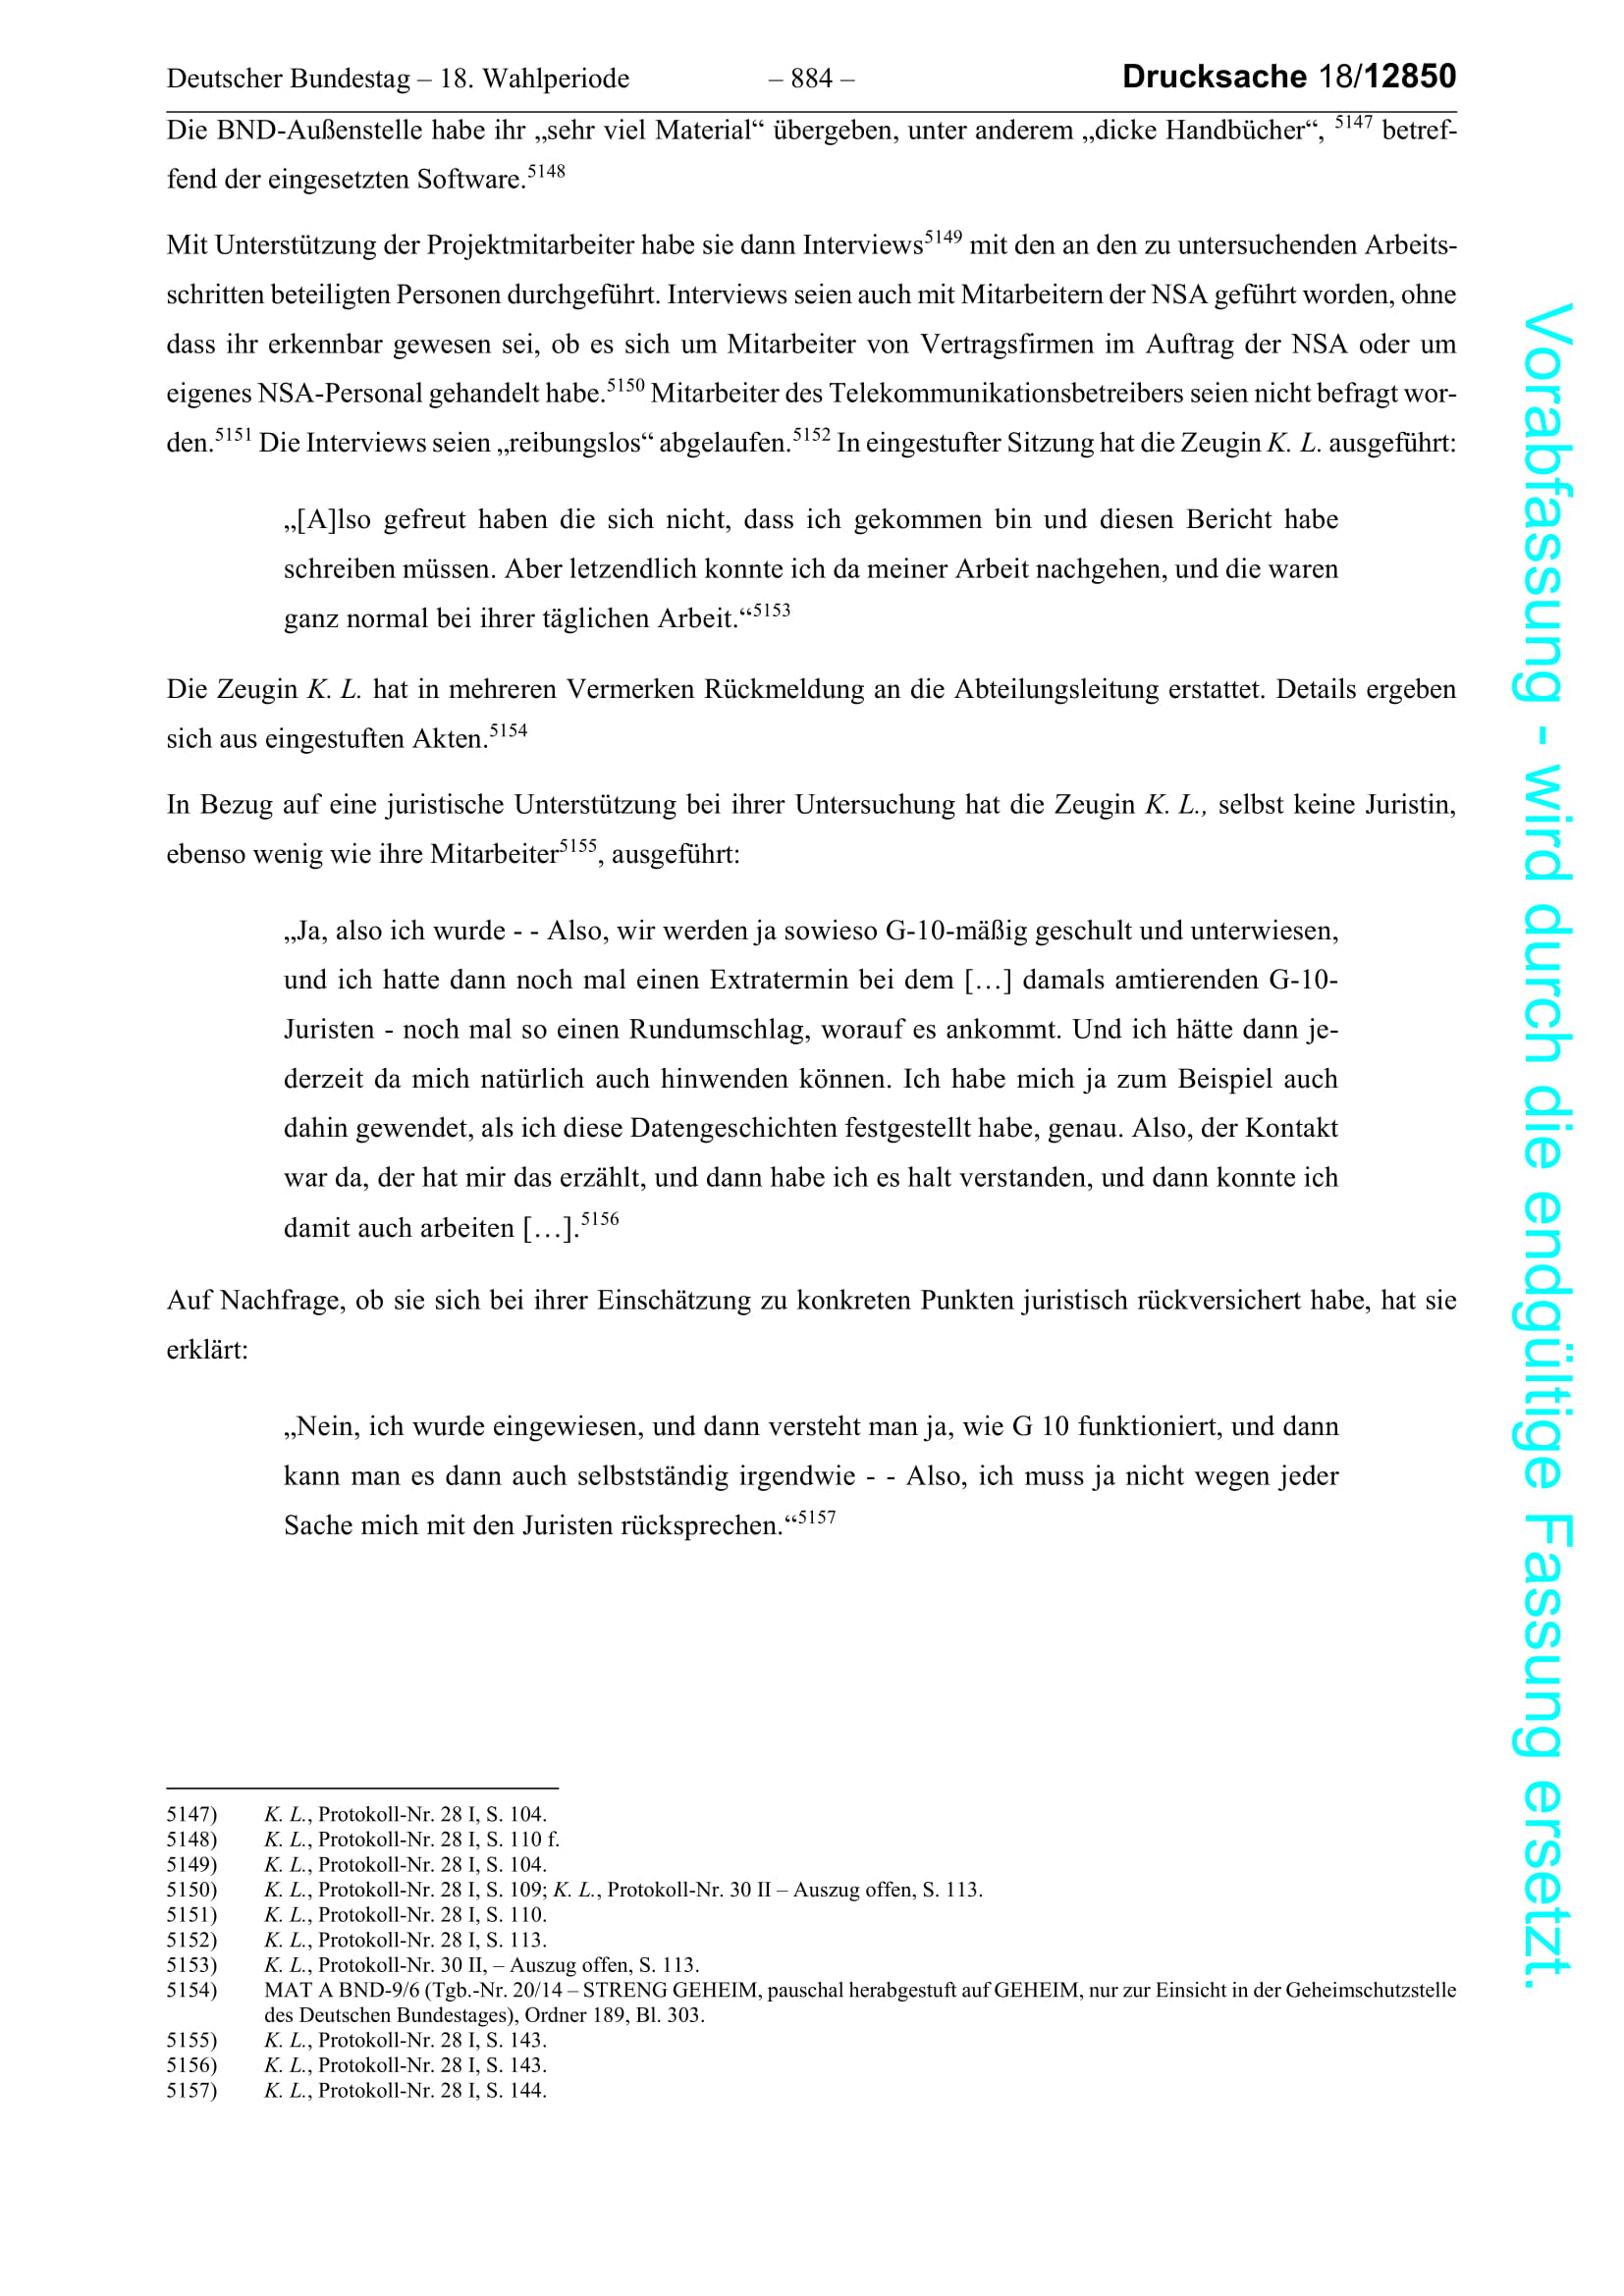 Deutscher Bundestag – 18. Wahlperiode – 884 – Drucksache 18/12850
Die BND-Außenstelle habe ihr „sehr viel Material“ übergeben, unter anderem „dicke Handbücher“, 5147 betref-
fend der eingesetzten Software.5148
Mit Unterstützung der Projektmitarbeiter habe sie dann Interviews5149 mit den an den zu untersuchenden Arbeits-
schritten beteiligten Personen durchgeführt. Interviews seien auch mit Mitarbeitern der NSA geführt worden, ohne
dass ihr erkennbar gewesen sei, ob es sich um Mitarbeiter von Vertragsfirmen im Auftrag der NSA oder um
eigenes NSA-Personal gehandelt habe.5150 Mitarbeiter des Telekommunikationsbetreibers seien nicht befragt wor-
den.5151 Die Interviews seien „reibungslos“ abgelaufen.5152 In eingestufter Sitzung hat die Zeugin K. L. ausgeführt:
„[A]lso gefreut haben die sich nicht, dass ich gekommen bin und diesen Bericht habe
schreiben müssen. Aber letzendlich konnte ich da meiner Arbeit nachgehen, und die waren
ganz normal bei ihrer täglichen Arbeit.“5153
Die Zeugin K. L. hat in mehreren Vermerken Rückmeldung an die Abteilungsleitung erstattet. Details ergeben
sich aus eingestuften Akten.5154
In Bezug auf eine juristische Unterstützung bei ihrer Untersuchung hat die Zeugin K. L., selbst keine Juristin,
ebenso wenig wie ihre Mitarbeiter5155, ausgeführt:
„Ja, also ich wurde - - Also, wir werden ja sowieso G-10-mäßig geschult und unterwiesen,
und ich hatte dann noch mal einen Extratermin bei dem […] damals amtierenden G-10-
Juristen - noch mal so einen Rundumschlag, worauf es ankommt. Und ich hätte dann je-
derzeit da mich natürlich auch hinwenden können. Ich habe mich ja zum Beispiel auch
dahin gewendet, als ich diese Datengeschichten festgestellt habe, genau. Also, der Kontakt
war da, der hat mir das erzählt, und dann habe ich es halt verstanden, und dann konnte ich
damit auch arbeiten […].5156
Auf Nachfrage, ob sie sich bei ihrer Einschätzung zu konkreten Punkten juristisch rückversichert habe, hat sie
erklärt:
„Nein, ich wurde eingewiesen, und dann versteht man ja, wie G 10 funktioniert, und dann
kann man es dann auch selbstständig irgendwie - - Also, ich muss ja nicht wegen jeder
Sache mich mit den Juristen rücksprechen.“5157
5147) K. L., Protokoll-Nr. 28 I, S. 104.
5148) K. L., Protokoll-Nr. 28 I, S. 110 f.
5149) K. L., Protokoll-Nr. 28 I, S. 104.
5150) K. L., Protokoll-Nr. 28 I, S. 109; K. L., Protokoll-Nr. 30 II – Auszug offen, S. 113.
5151) K. L., Protokoll-Nr. 28 I, S. 110.
5152) K. L., Protokoll-Nr. 28 I, S. 113.
5153) K. L., Protokoll-Nr. 30 II, – Auszug offen, S. 113.
5154) MAT A BND-9/6 (Tgb.-Nr. 20/14 – STRENG GEHEIM, pauschal herabgestuft auf GEHEIM, nur zur Einsicht in der Geheimschutzstelle
des Deutschen Bundestages), Ordner 189, Bl. 303.
5155) K. L., Protokoll-Nr. 28 I, S. 143.
5156) K. L., Protokoll-Nr. 28 I, S. 143.
5157) K. L., Protokoll-Nr. 28 I, S. 144.
Vorabfassung - wird durch die endgültige Fassung ersetzt.